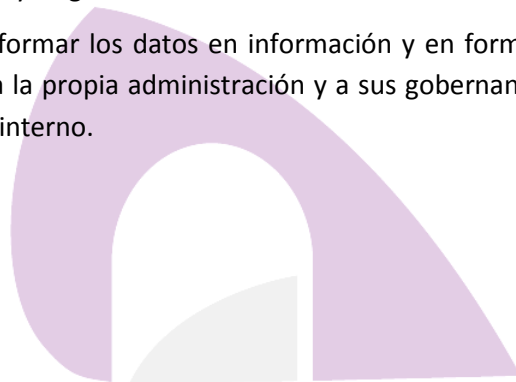 formar los datos en información y en form
la propia administración y a sus gobernan
interno.